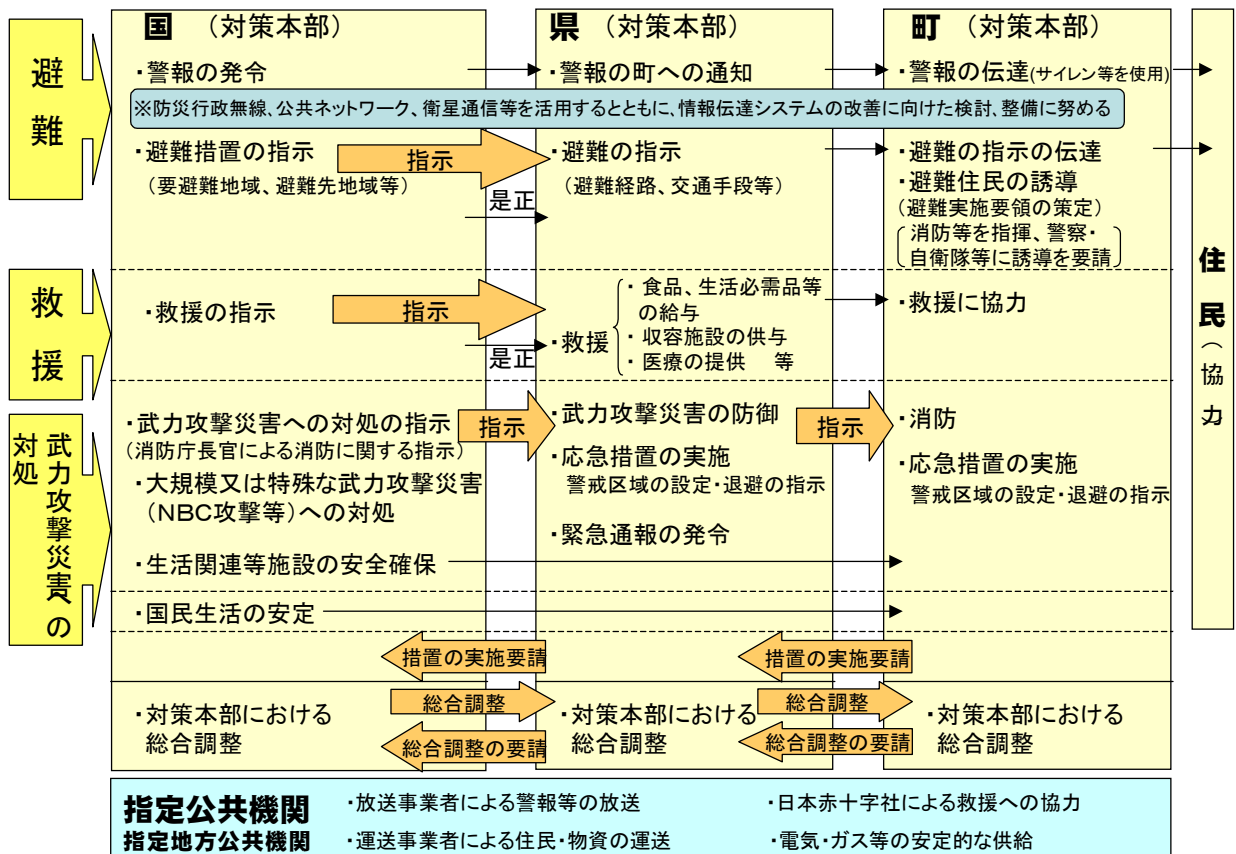 国 (対策本部)
県 (対策本部)
町 (対策本部)
避難
・警報の発令
・警報の町への通知
・警報の伝達(サイレン等を使用)
※防災行政無線、公共ネットワーク、衛星通信等を活用するとともに、情報伝達システムの改善に向けた検討、整備に努める
・避難措置の指示
(要避難地域、避難先地域等)
指示
是正
・避難の指示
(避難経路、交通手段等)
・避難の指示の伝達
・避難住民の誘導
(避難実施要領の策定)
消防等を指揮、警察・
自衛隊等に誘導を要請
救援
・救援の指示
指示
是正
・救援
・食品、生活必需品等
の給与
・収容施設の供与
・医療の提供 等
・救援に協力
武力攻撃災害への
対処
・武力攻撃災害への対処の指示
(消防庁長官による消防に関する指示)
・大規模又は特殊な武力攻撃災害
(NBC攻撃等)への対処
・生活関連等施設の安全確保
指示
・武力攻撃災害の防御
・応急措置の実施
警戒区域の設定・退避の指示
・緊急通報の発令
指示
・消防
・応急措置の実施
警戒区域の設定・退避の指示
・国民生活の安定
措置の実施要請
措置の実施要請
・対策本部における
総合調整
総合調整
総合調整の要請
・対策本部における
総合調整
総合調整
総合調整の要請
・対策本部における
総合調整
住民(協力)
指定公共機関
指定地方公共機関
・放送事業者による警報等の放送
・日本赤十字社による救援への協力
・運送事業者による住民・物資の運送
・電気・ガス等の安定的な供給